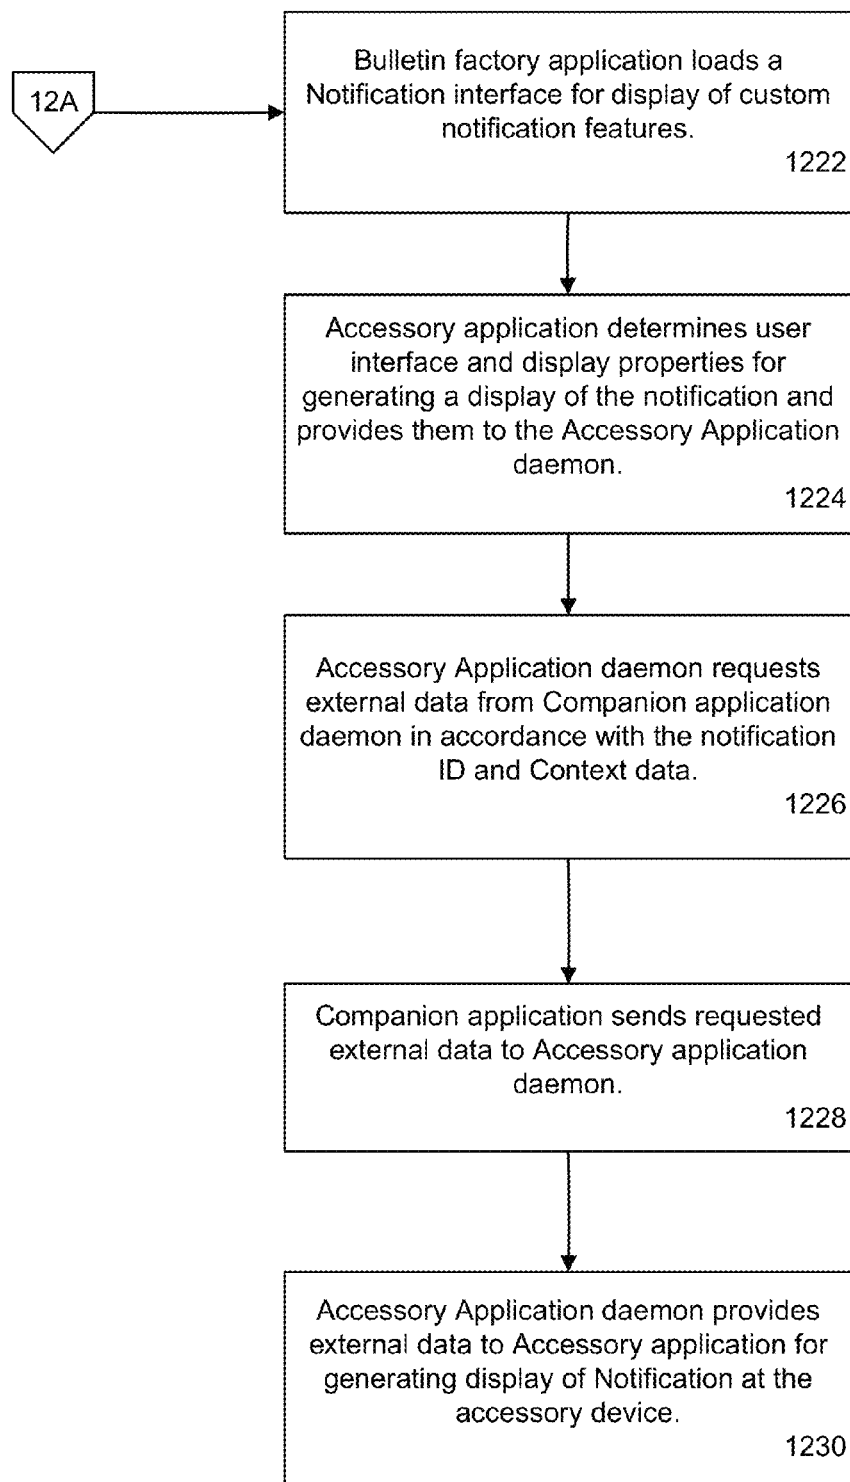 12A
Bulletin factory application loads a
Notification interface for display of custom
notification features.
1222
Accessory application determines user
interface and display properties for
generating a display of the notification and
provides them to the Accessory Application
daemon.
1224
Accessory Application daemon requests
external data from Companion application
daemon in accordance with the notification
ID and Context data.
1226
Companion application sends requested
external data to Accessory application
daemon.
1228
Accessory Application daemon provides
external data to Accessory application for
generating display of Notification at the
accessory device.
1230